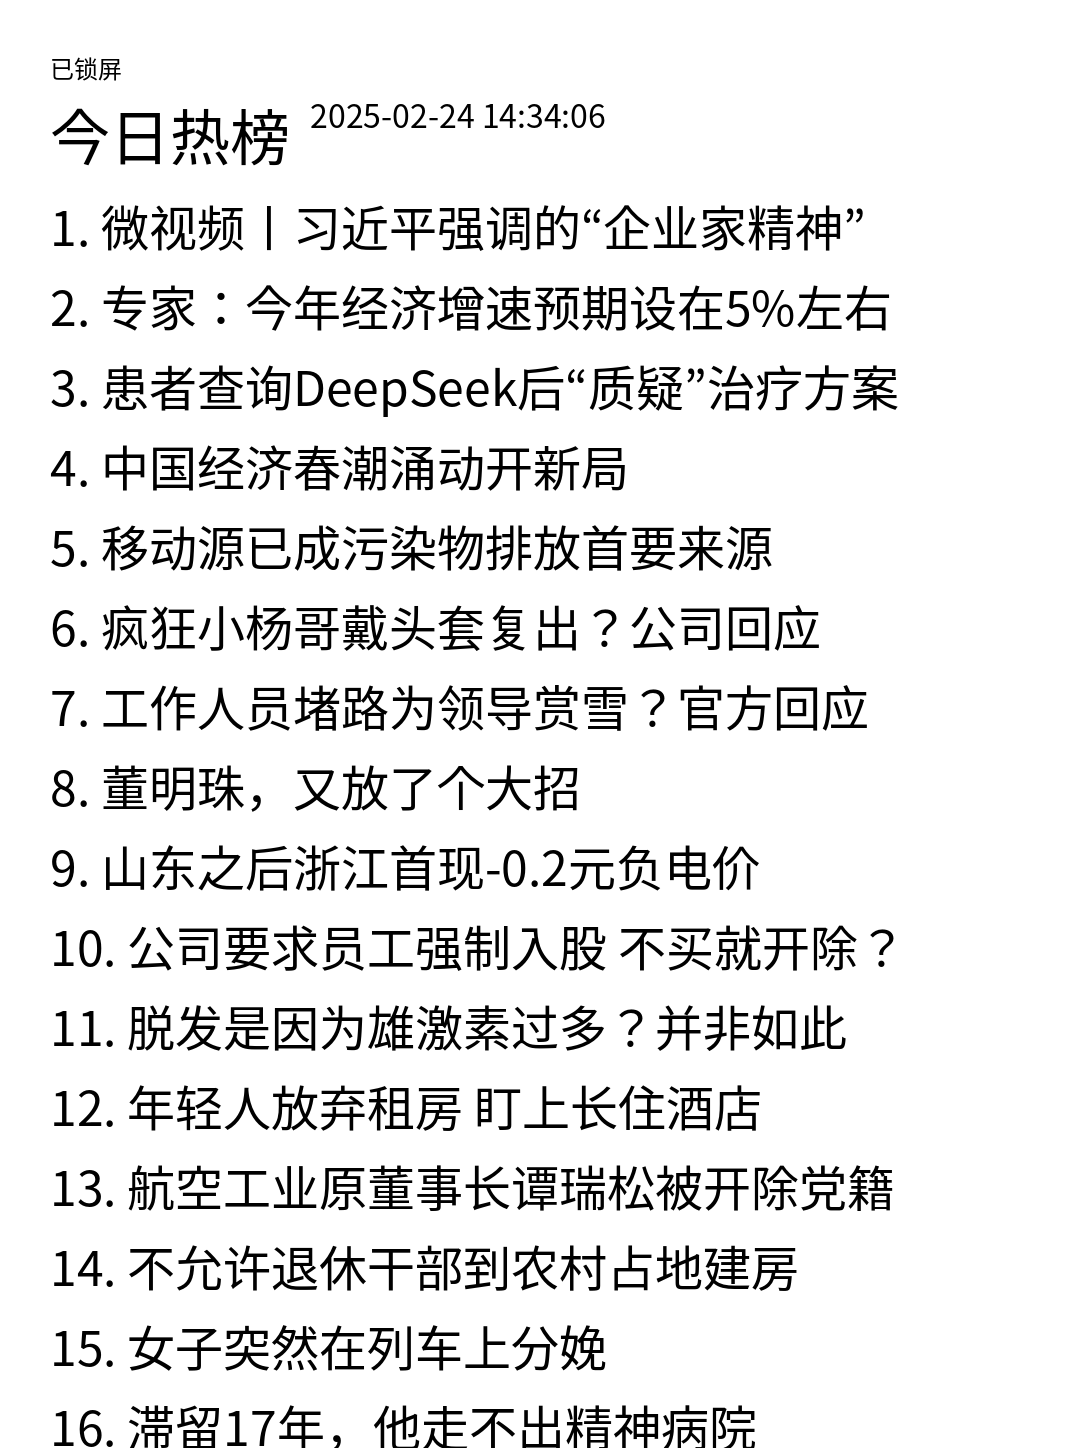 已锁屏
今日热榜 2025-02-24 14:34:06
1. 微视频丨习近平强调的“企业家精神”
2. 专家：今年经济增速预期设在5%左右
3. 患者查询DeepSeek后“质疑”治疗方案
4. 中国经济春潮涌动开新局
5. 移动源已成污染物排放首要来源
6. 疯狂小杨哥戴头套复出？公司回应
7. 工作人员堵路为领导赏雪？官方回应
8. 董明珠，又放了个大招
9. 山东之后浙江首现-0.2元负电价
10. 公司要求员工强制入股 不买就开除？
11. 脱发是因为雄激素过多？并非如此
12. 年轻人放弃租房 盯上长住酒店
13. 航空工业原董事长谭瑞松被开除党籍
14. 不允许退休干部到农村占地建房
15. 女子突然在列车上分娩
16. 滞留17年，他走不出精神病院